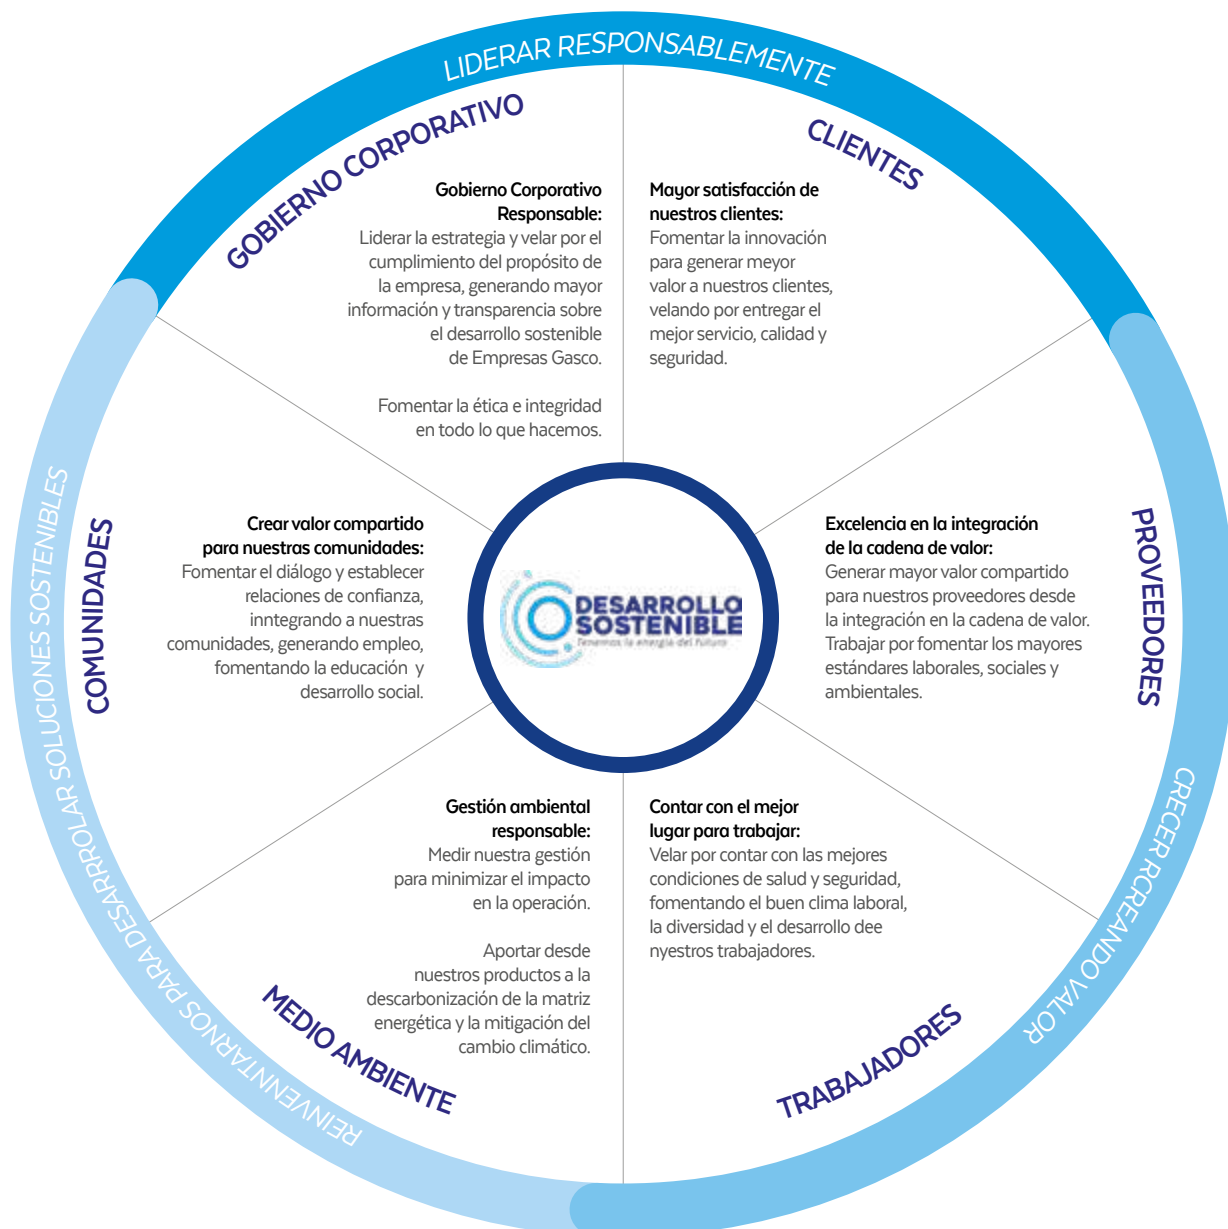 LIDERAR RESPONSABLEMENTE
GOBIERNO CORPORATIVO
Gobierno Corporativo
Responsable:
Liderar la estrategia y velar por el
cumplimiento del propósito de
la empresa, generando mayor
información y transparencia sobre
el desarrollo sostenible
de Empresas Gasco.
Fomentar la ética e integridad
en todo lo que hacemos.
CLIENTES
Mayor satisfacción de
nuestros clientes:
Fomentar la innovación
para generar meyor
valor a nuestros clientes,
velando por entregar el
mejor servicio, calidad y
seguridad.
COMUNIDADES
Crear valor compartido
para nuestras comunidades:
Fomentar el diálogo y establecer
relaciones de confianza,
inntegrando a nuestras
comunidades, generando empleo,
fomentando la educación y
desarrollo social.
DESARROLLO
SOSTENIBLE
Tenemos la energía del futuro
PROVEEDORES
Excelencia en la integración
de la cadena de valor:
Generar mayor valor compartido
para nuestros proveedores desde
la integración en la cadena de valor.
Trabajar por fomentar los mayores
estándares laborales, sociales y
ambientales.
MEDIO AMBIENTE
Gestión ambiental
responsable:
Medir nuestra gestión
para minimizar el impacto
en la operación.
Aportar desde
nuestros productos a la
descarbonización de la matriz
energética y la mitigación del
cambio climático.
TRABAJADORES
Contar con el mejor
lugar para trabajar:
Velar por contar con las mejores
condiciones de salud y seguridad,
fomentando el buen clima laboral,
la diversidad y el desarrollo dee
nyestros trabajadores.
CRECER RCREANDO VALOR
REINVENNTARNOS PARA DESARRROLAR SOLUCIONES SOSTENIBLES